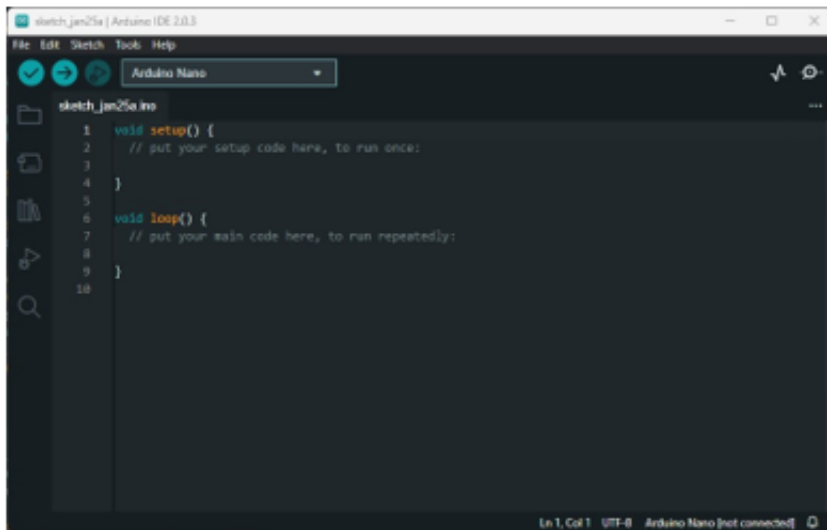 sketch_jan25a | Arduino IDE 2.0.3
File Edit Sketch Tools Help
Arduino Nano
sketch_jan25a.ino
1 void setup() {
2 // put your setup code here, to run once:
3
4 }
5
6 void loop() {
7 // put your main code here, to run repeatedly:
8
9 }
10
Ln 1, Col 1 UTF-8 Arduino Nano [not connected]